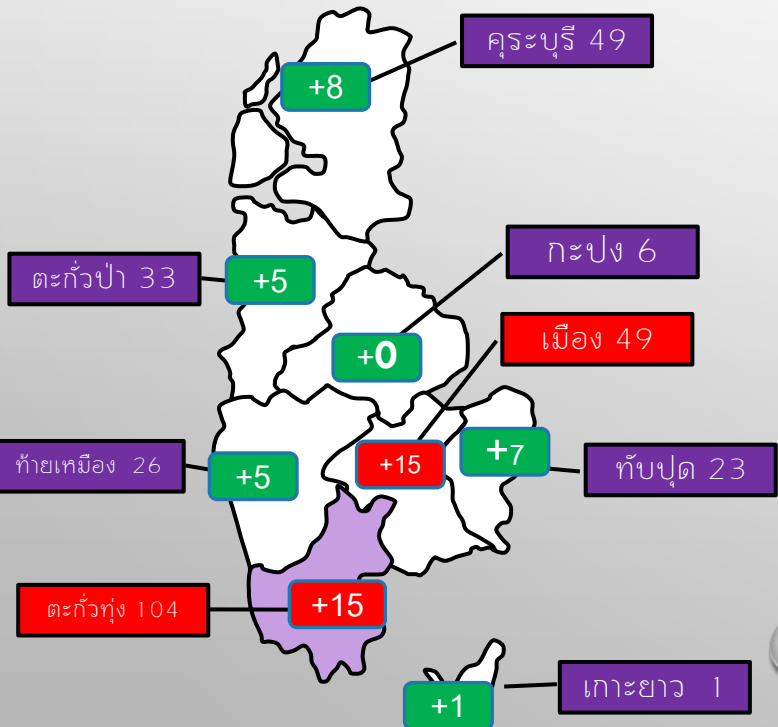 คุระบุรี 49
+8
กะปง 6
ตะกั่วป่า 33
+5
+0
เมือง 49
ท้ายเหมือง 26
+5
+15
+7
ทับปุด 23
ตะกั่วทุ่ง 104
+15
เกาะยาว 1
+1